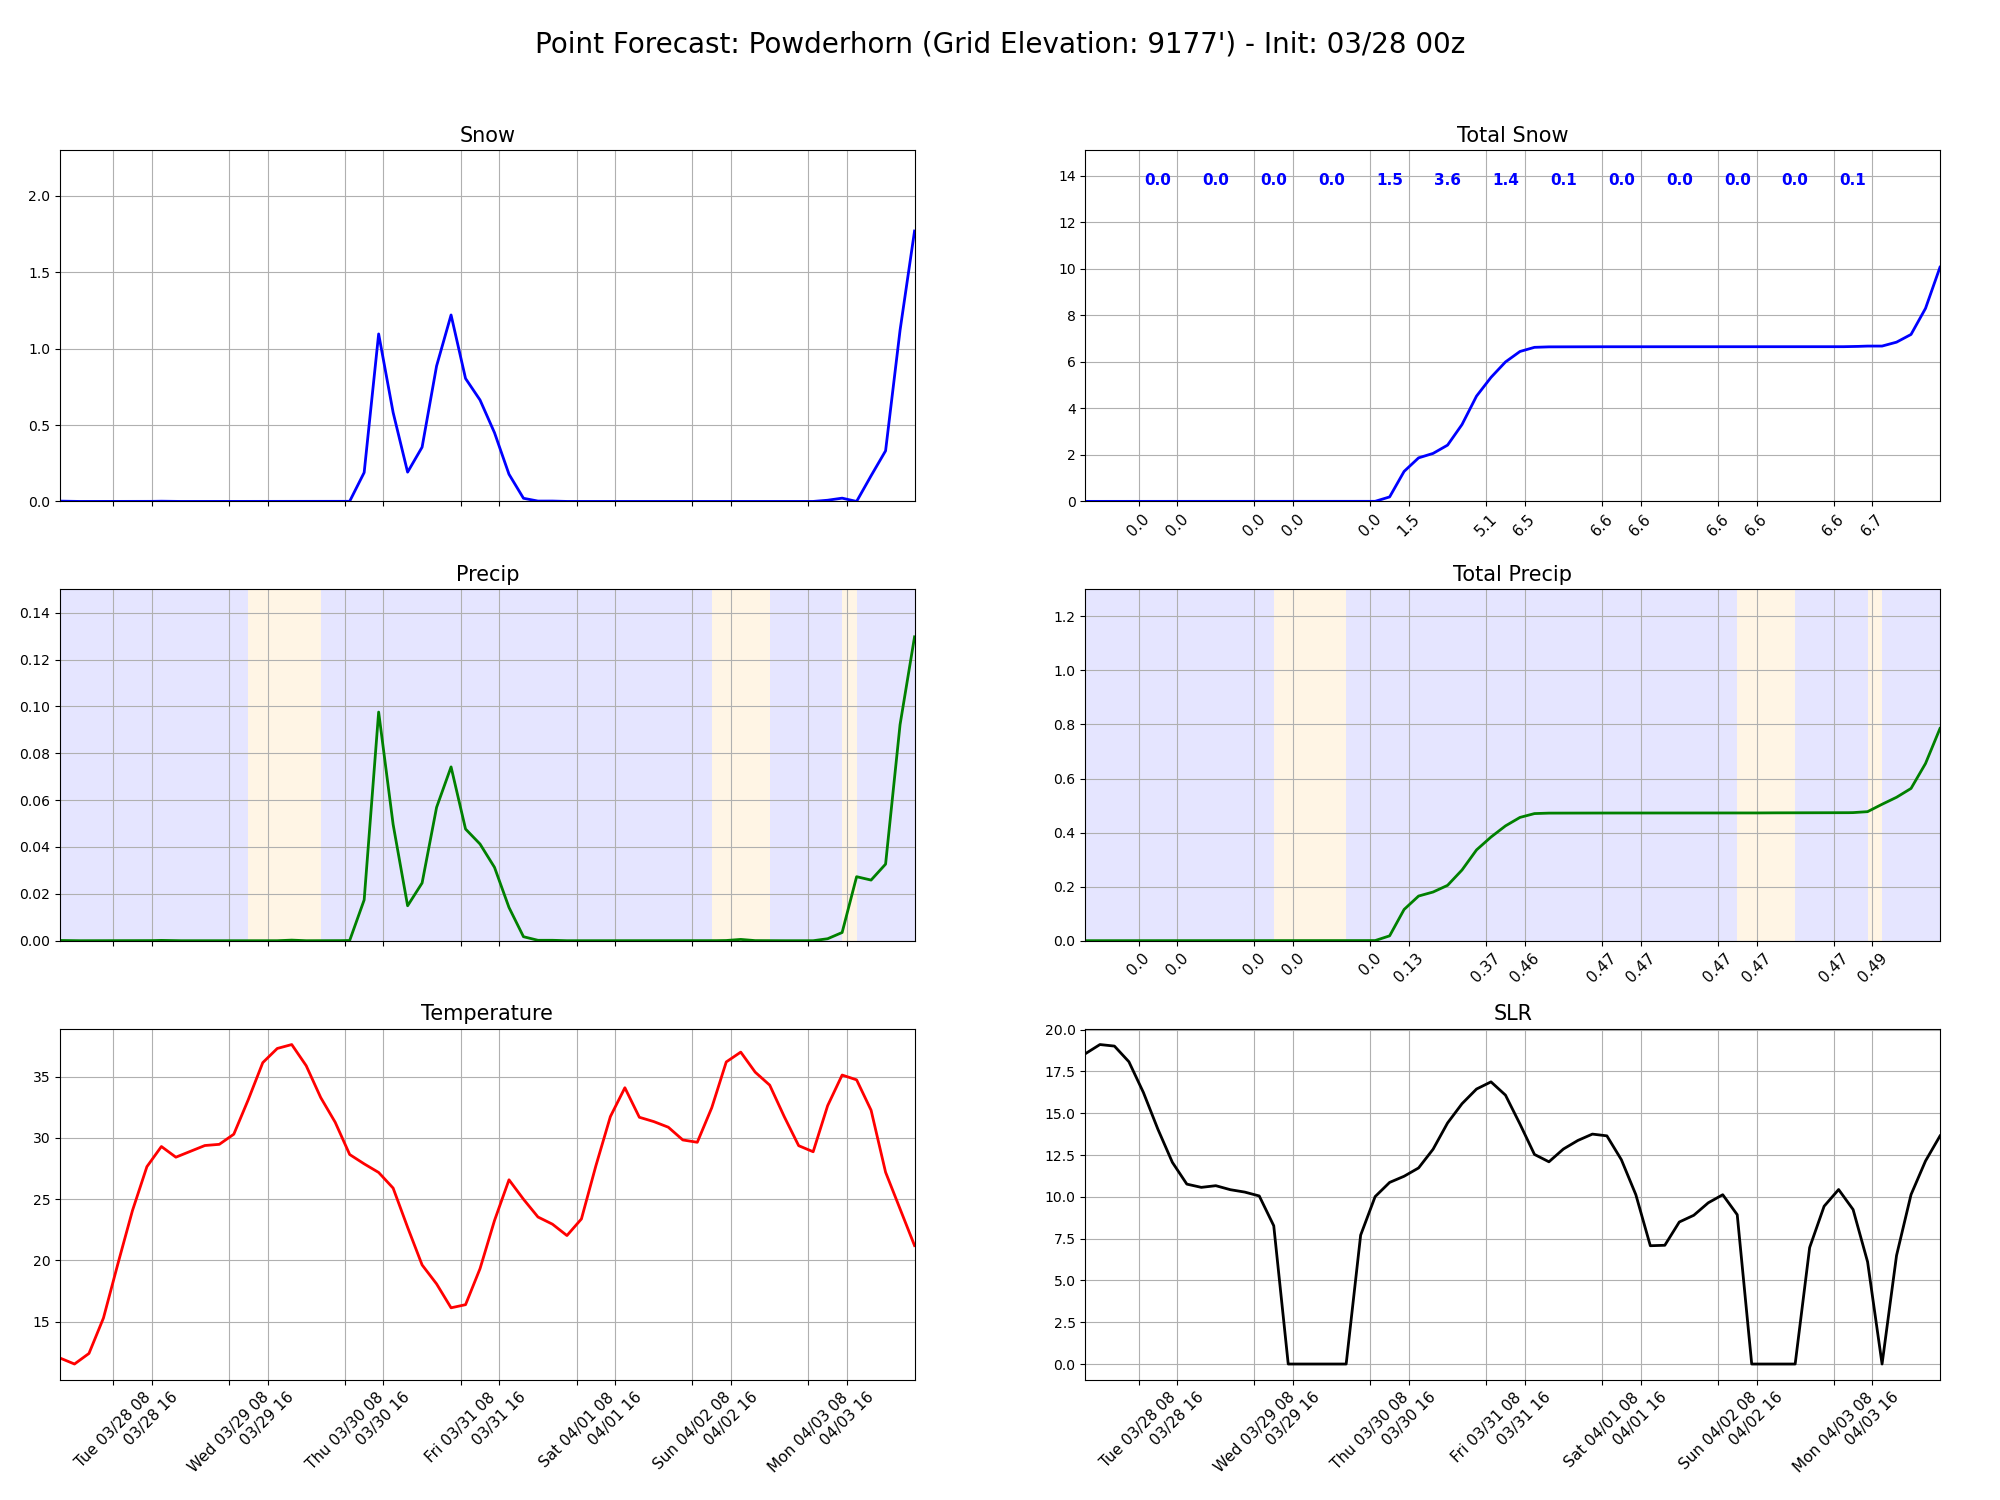 Point Forecast: Powderhorn (Grid Elevation: 9177') - Init: 03/28 00z
Snow
2.0
1.5
1.0
0.5
0.0
Total Snow
14
12
10
8
6
4
2
0
0.0 0.0 0.0 0.0 1.5 3.6 1.4 0.1 0.0 0.0 0.0 0.0 0.1
0.0 0.0 0.0 0.0 0.0 1.5 5.1 6.5 6.6 6.6 6.6 6.6 6.6 6.7
Precip
0.14
0.12
0.10
0.08
0.06
0.04
0.02
0.00
Total Precip
1.2
1.0
0.8
0.6
0.4
0.2
0.0
0.0 0.0 0.0 0.0 0.0 0.13 0.37 0.46 0.47 0.47 0.47 0.47 0.47 0.49
Temperature
35
30
25
20
15
Tue 03/28 08
03/28 16
Wed 03/29 08
03/29 16
Thu 03/30 08
03/30 16
Fri 03/31 08
03/31 16
Sat 04/01 08
04/01 16
Sun 04/02 08
04/02 16
Mon 04/03 08
04/03 16
SLR
20.0
17.5
15.0
12.5
10.0
7.5
5.0
2.5
0.0
Tue 03/28 08
03/28 16
Wed 03/29 08
03/29 16
Thu 03/30 08
03/30 16
Fri 03/31 08
03/31 16
Sat 04/01 08
04/01 16
Sun 04/02 08
04/02 16
Mon 04/03 08
04/03 16